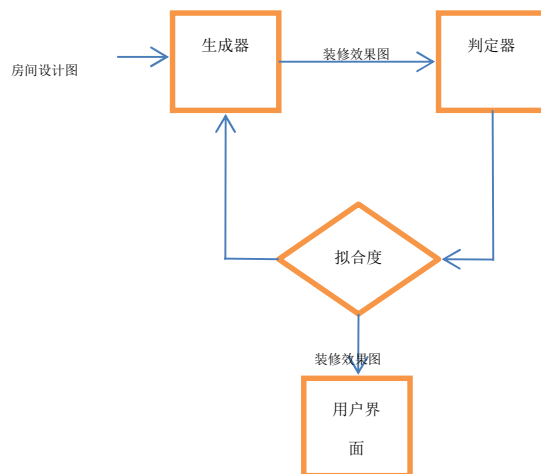 生成器
装修效果图
判定器
房间设计图
拟合度
装修效果图
用户界
面